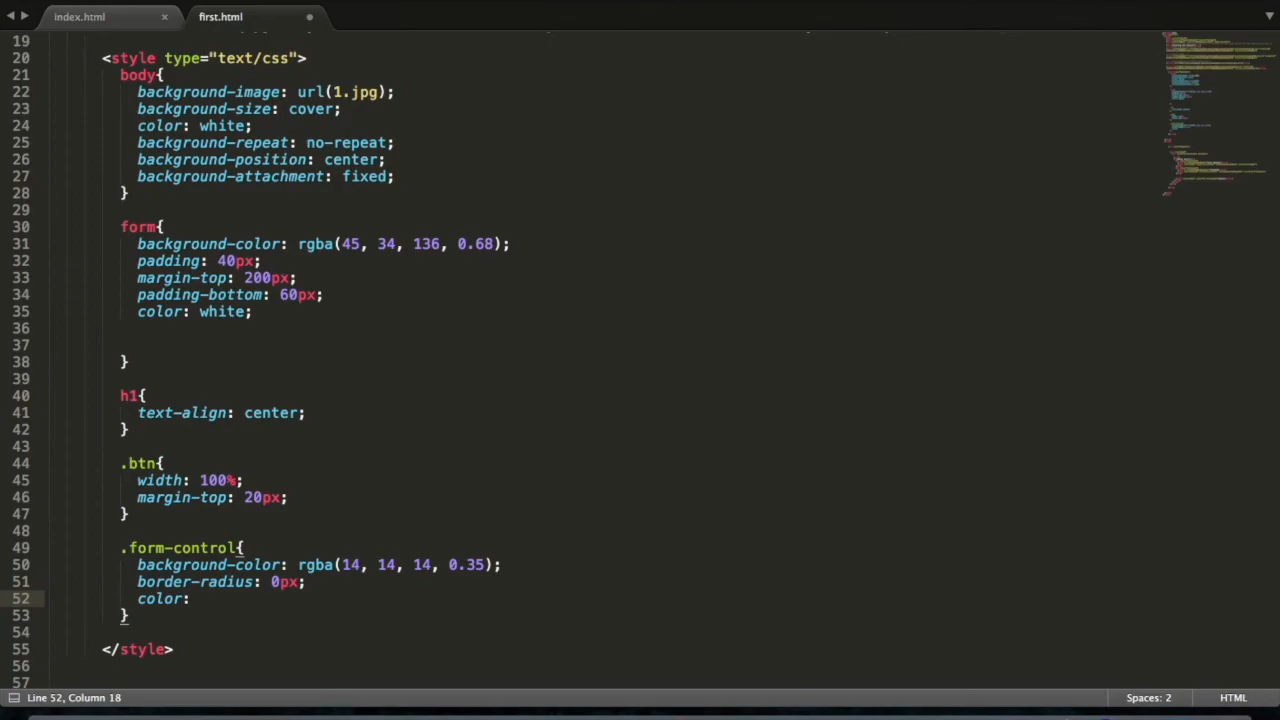 index.html × first.html
19
20 <style type="text/css">
21 body{
22 background-image: url(1.jpg);
23 background-size: cover;
24 color: white;
25 background-repeat: no-repeat;
26 background-position: center;
27 background-attachment: fixed;
28 }
29
30 form{
31 background-color: rgba(45, 34, 136, 0.68);
32 padding: 40px;
33 margin-top: 200px;
34 padding-bottom: 60px;
35 color: white;
36
37
38 }
39
40 h1{
41 text-align: center;
42 }
43
44 .btn{
45 width: 100%;
46 margin-top: 20px;
47 }
48
49 .form-control{
50 background-color: rgba(14, 14, 14, 0.35);
51 border-radius: 0px;
52 color:
53 }
54
55 </style>
56
57
Line 52, Column 18 Spaces: 2 HTML